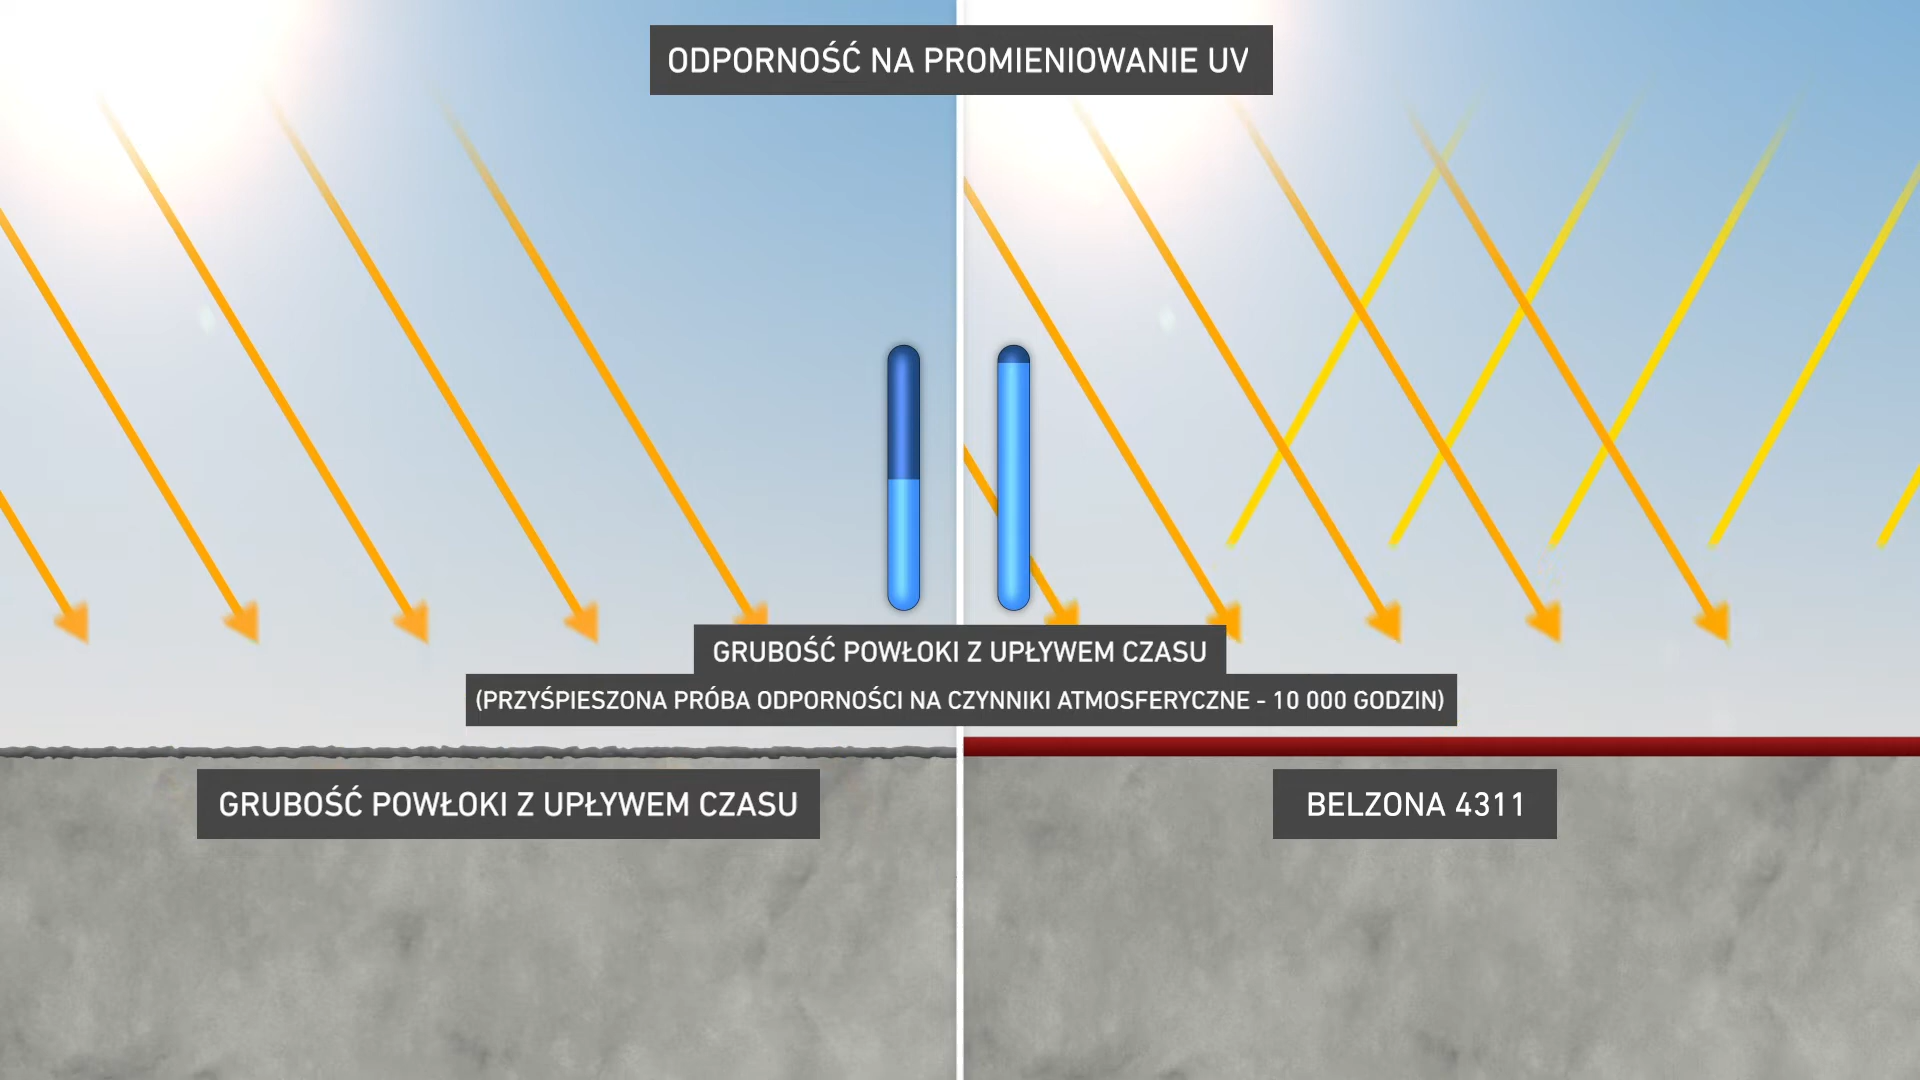 ODPORNOŚĆ NA PROMIENIOWANIE UV
GRUBOŚĆ POWŁOKI Z UPŁYWEM CZASU
(PRZYŚPIESZONA PRÓBA ODPORNOŚCI NA CZYNNIKI ATMOSFERYCZNE - 10 000 GODZIN)
GRUBOŚĆ POWŁOKI Z UPŁYWEM CZASU
BELZONA 4311